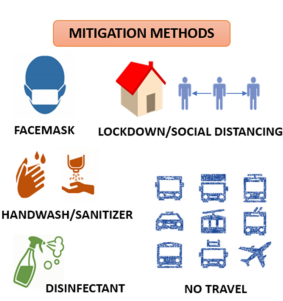 MITIGATION METHODS
FACEMASK
LOCKDOWN/SOCIAL DISTANCING
HANDWASH/SANITIZER
DISINFECTANT
NO TRAVEL